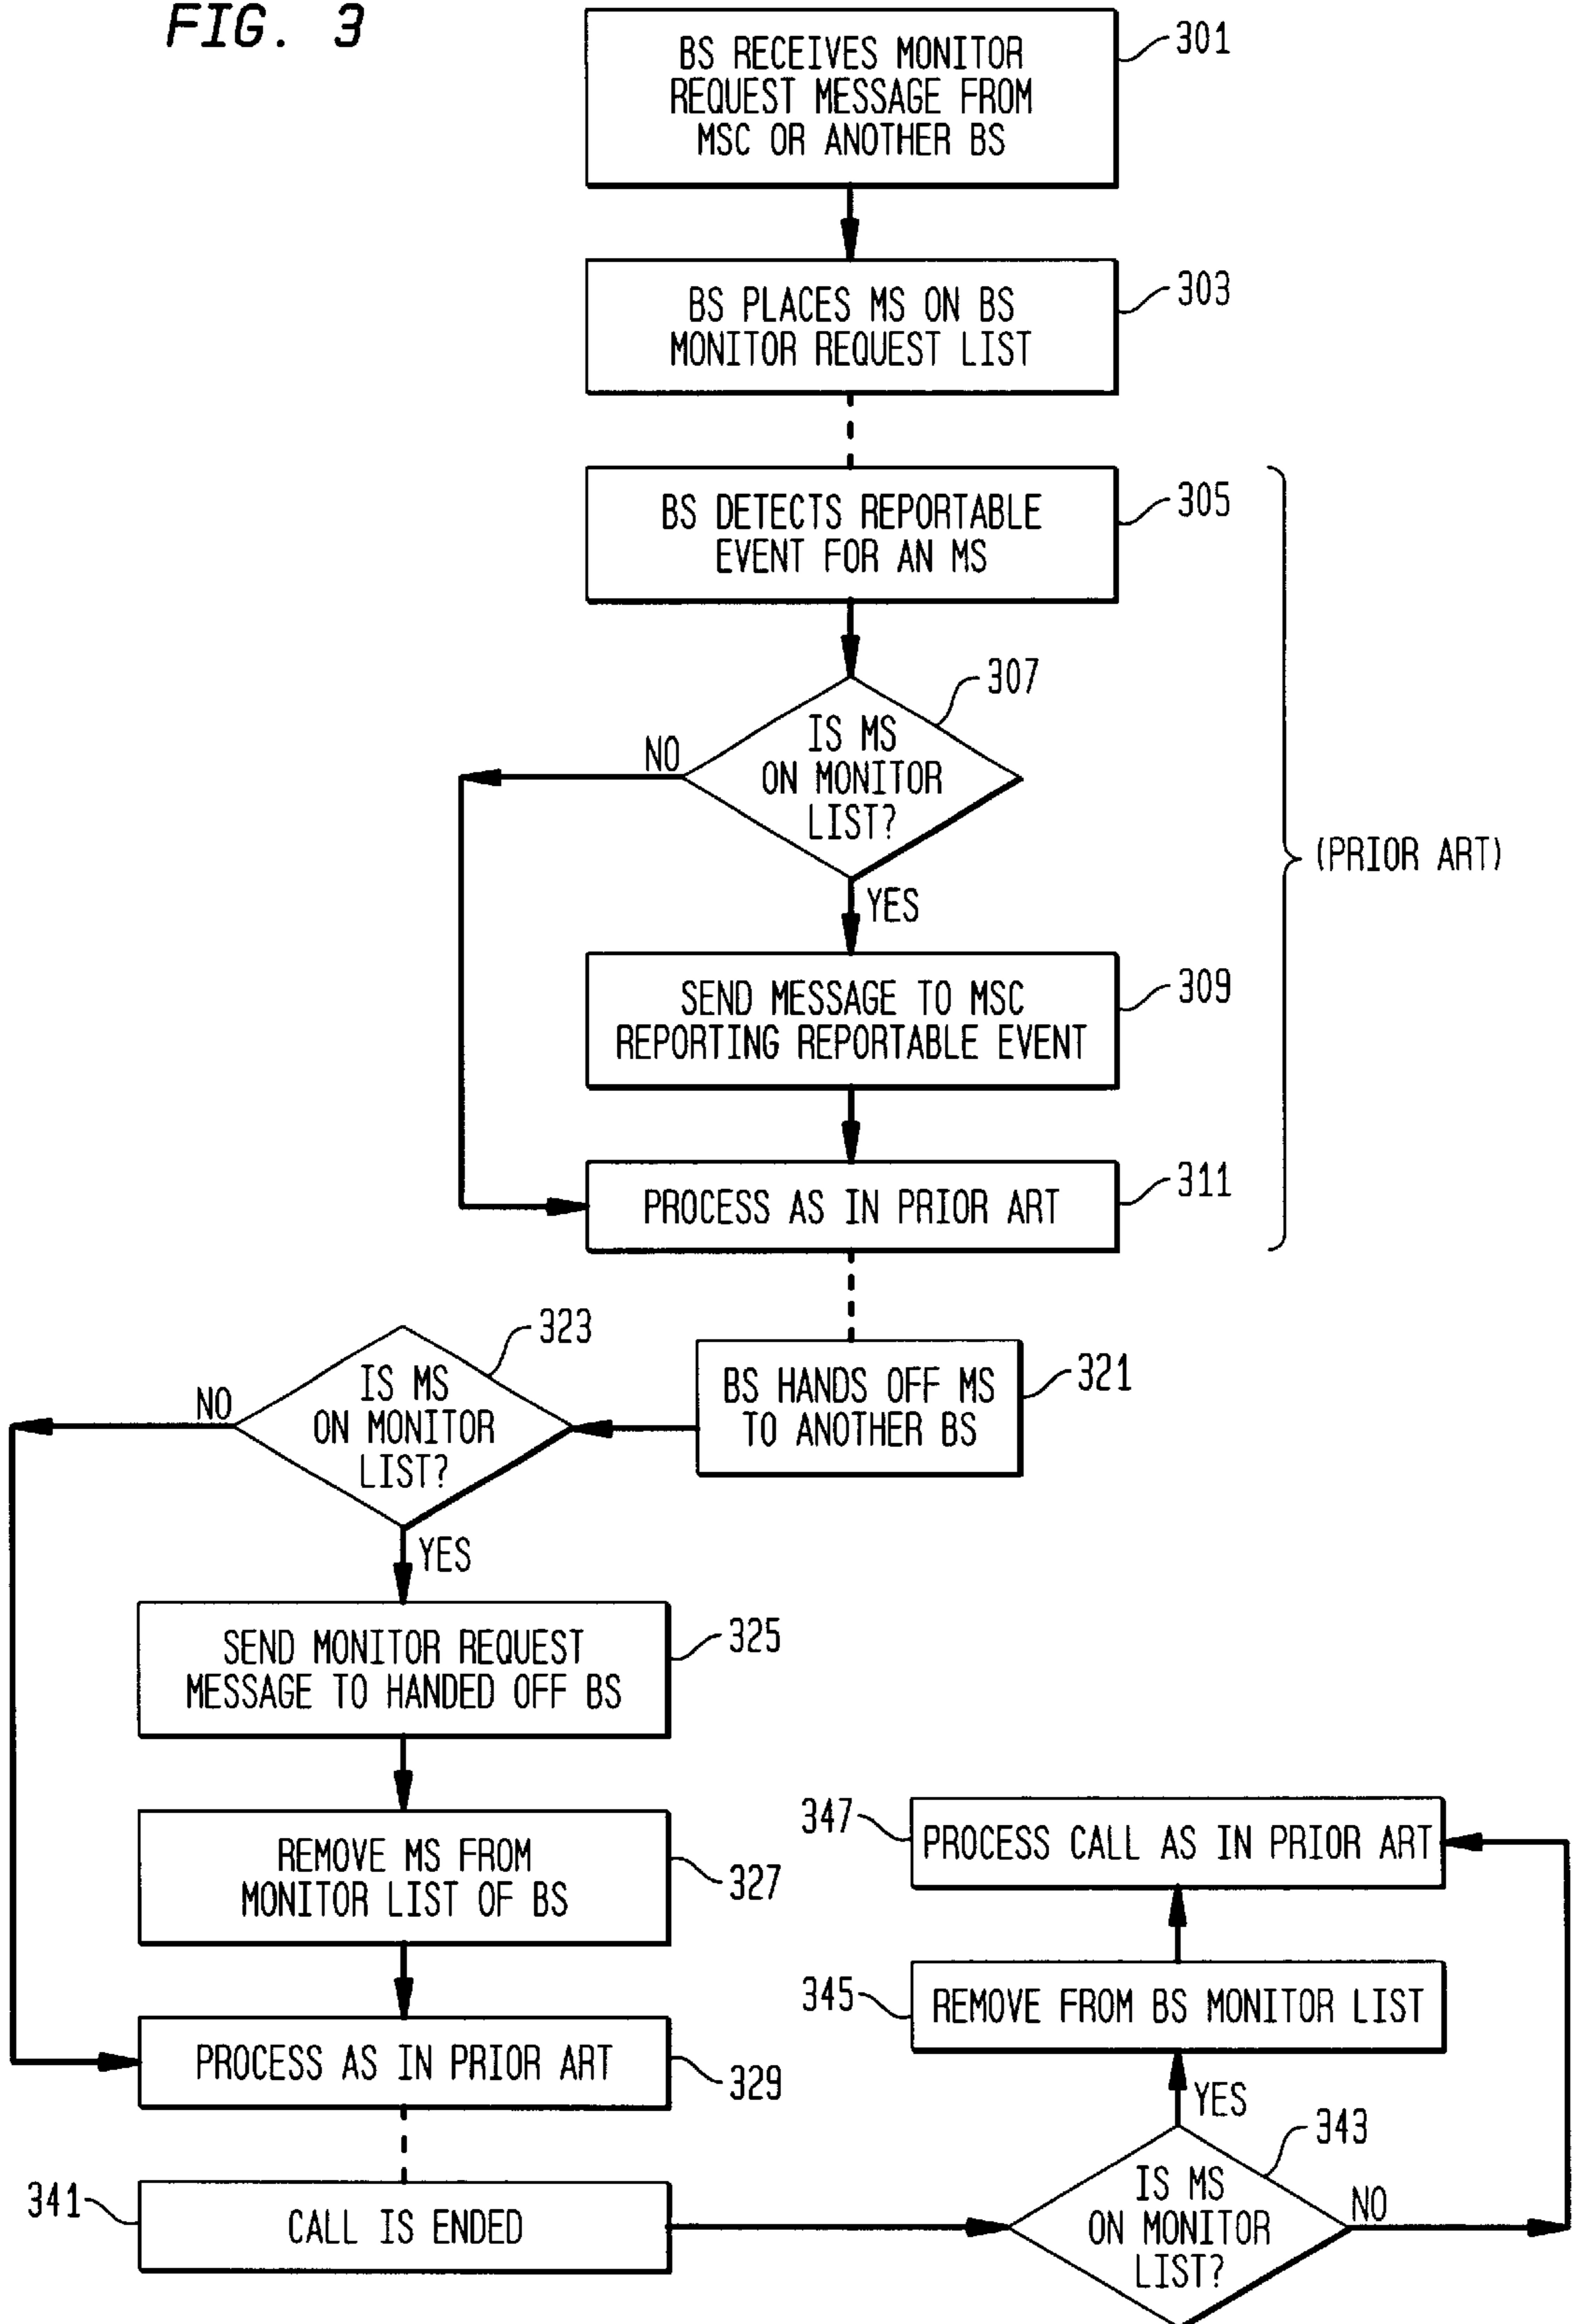 FIG. 3
BS RECEIVES MONITOR
REQUEST MESSAGE FROM
MSC OR ANOTHER BS
301
BS PLACES MS ON BS
MONITOR REQUEST LIST
303
BS DETECTS REPORTABLE
EVENT FOR AN MS
305
307
IS MS
ON MONITOR
LIST?
NO
YES
(PRIOR ART)
SEND MESSAGE TO MSC
REPORTING REPORTABLE EVENT
309
PROCESS AS IN PRIOR ART
311
BS HANDS OFF MS
TO ANOTHER BS
321
323
IS MS
ON MONITOR
LIST?
NO
YES
SEND MONITOR REQUEST
MESSAGE TO HANDED OFF BS
325
REMOVE MS FROM
MONITOR LIST OF BS
327
PROCESS AS IN PRIOR ART
329
341
CALL IS ENDED
343
IS MS
ON MONITOR
LIST?
NO
YES
345
REMOVE FROM BS MONITOR LIST
347
PROCESS CALL AS IN PRIOR ART